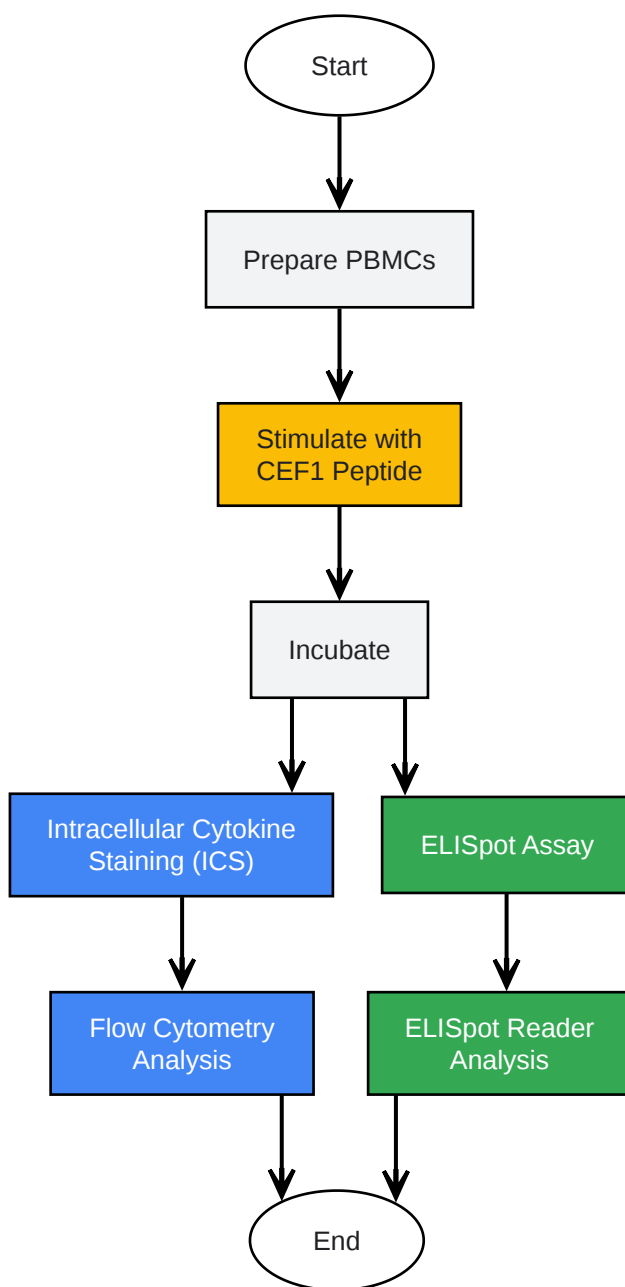 Start
Prepare PBMCs
Stimulate with
CEF1 Peptide
Incubate
Intracellular Cytokine
Staining (ICS)
ELISpot Assay
Flow Cytometry
Analysis
ELISpot Reader
Analysis
End